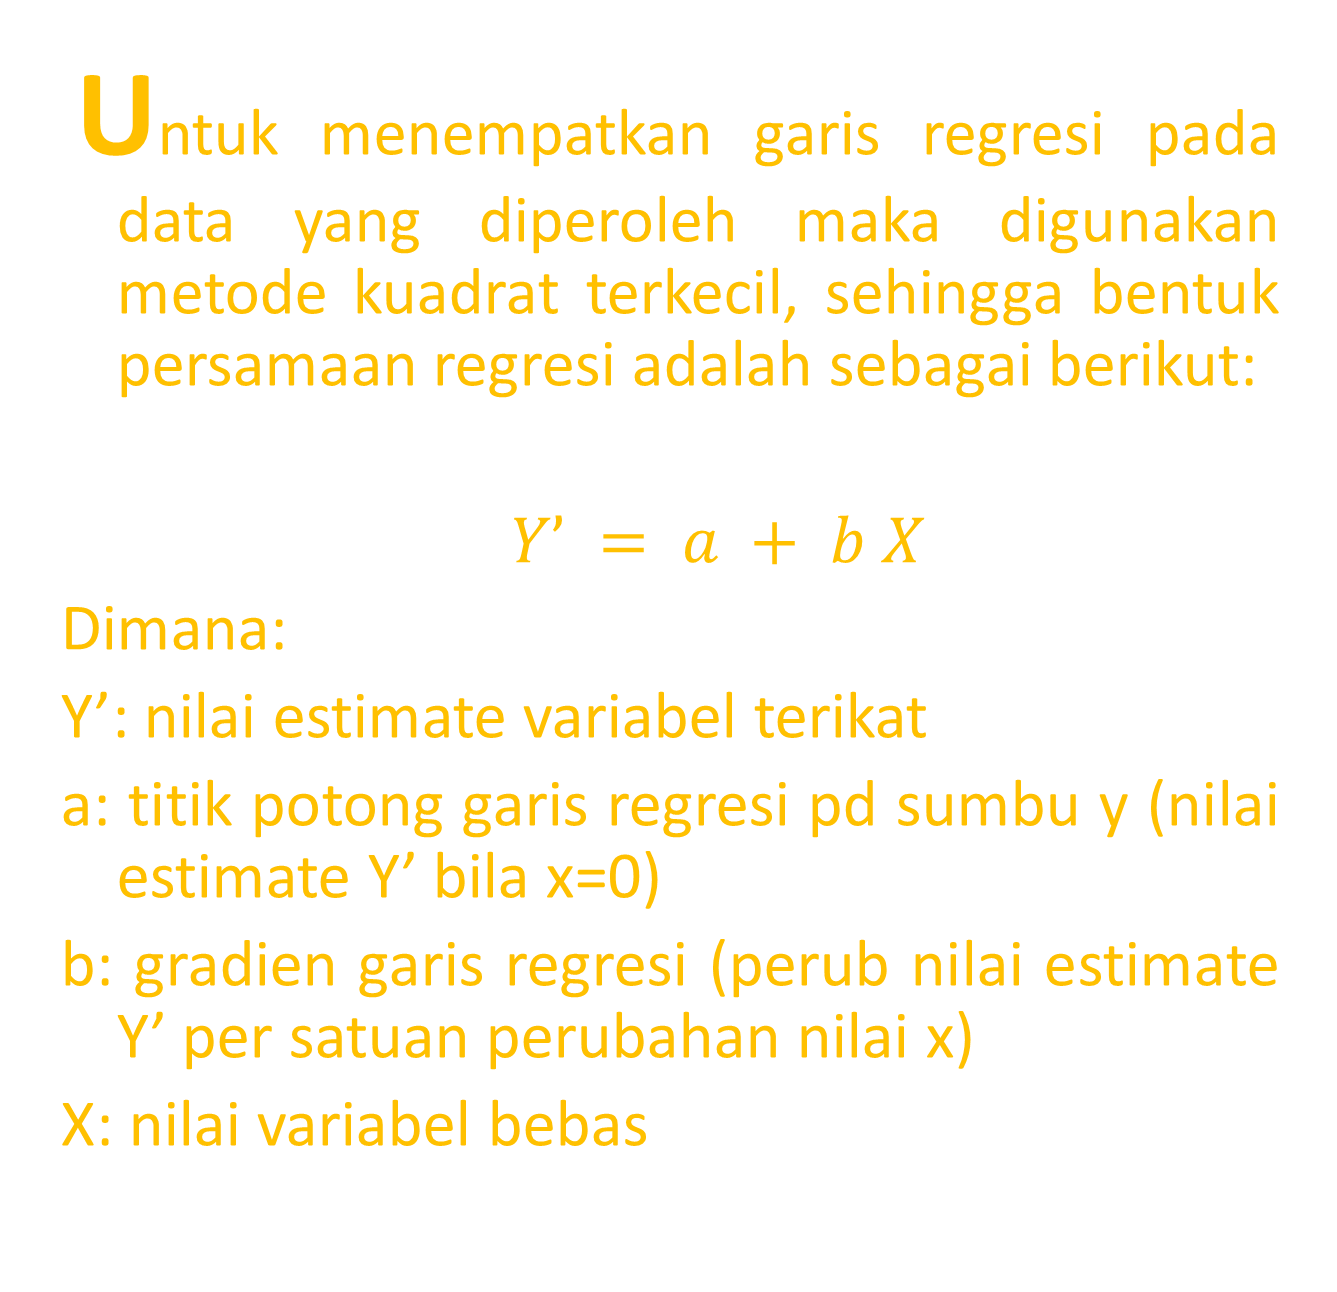 Untuk menempatkan garis regresi pada
data yang diperoleh maka digunakan
metode kuadrat terkecil, sehingga bentuk
persamaan regresi adalah sebagai berikut:
Y’ = a + b X
Dimana:
Y’: nilai estimate variabel terikat
a: titik potong garis regresi pd sumbu y (nilai
estimate Y’ bila x=0)
b: gradien garis regresi (perub nilai estimate
Y’ per satuan perubahan nilai x)
X: nilai variabel bebas